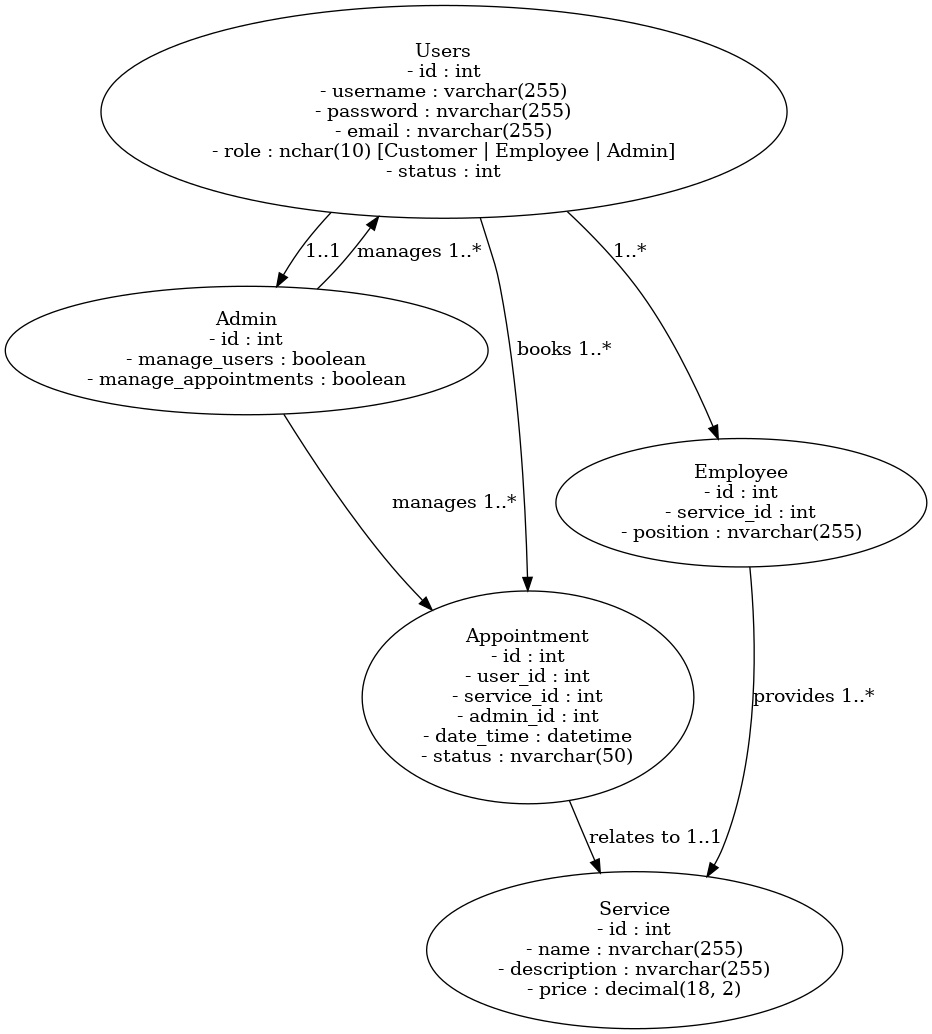 Users
- id : int
- username : varchar(255)
- password : nvarchar(255)
- email : nvarchar(255)
- role : nchar(10) [Customer | Employee | Admin]
- status : int
1..1
manages 1..*
1..*
Admin
- id : int
- manage_users : boolean
- manage_appointments : boolean
books 1..*
manages 1..*
Employee
- id : int
- service_id : int
- position : nvarchar(255)
Appointment
- id : int
- user_id : int
- service_id : int
- admin_id : int
- date_time : datetime
- status : nvarchar(50)
provides 1..*
relates to 1..1
Service
- id : int
- name : nvarchar(255)
- description : nvarchar(255)
- price : decimal(18, 2)